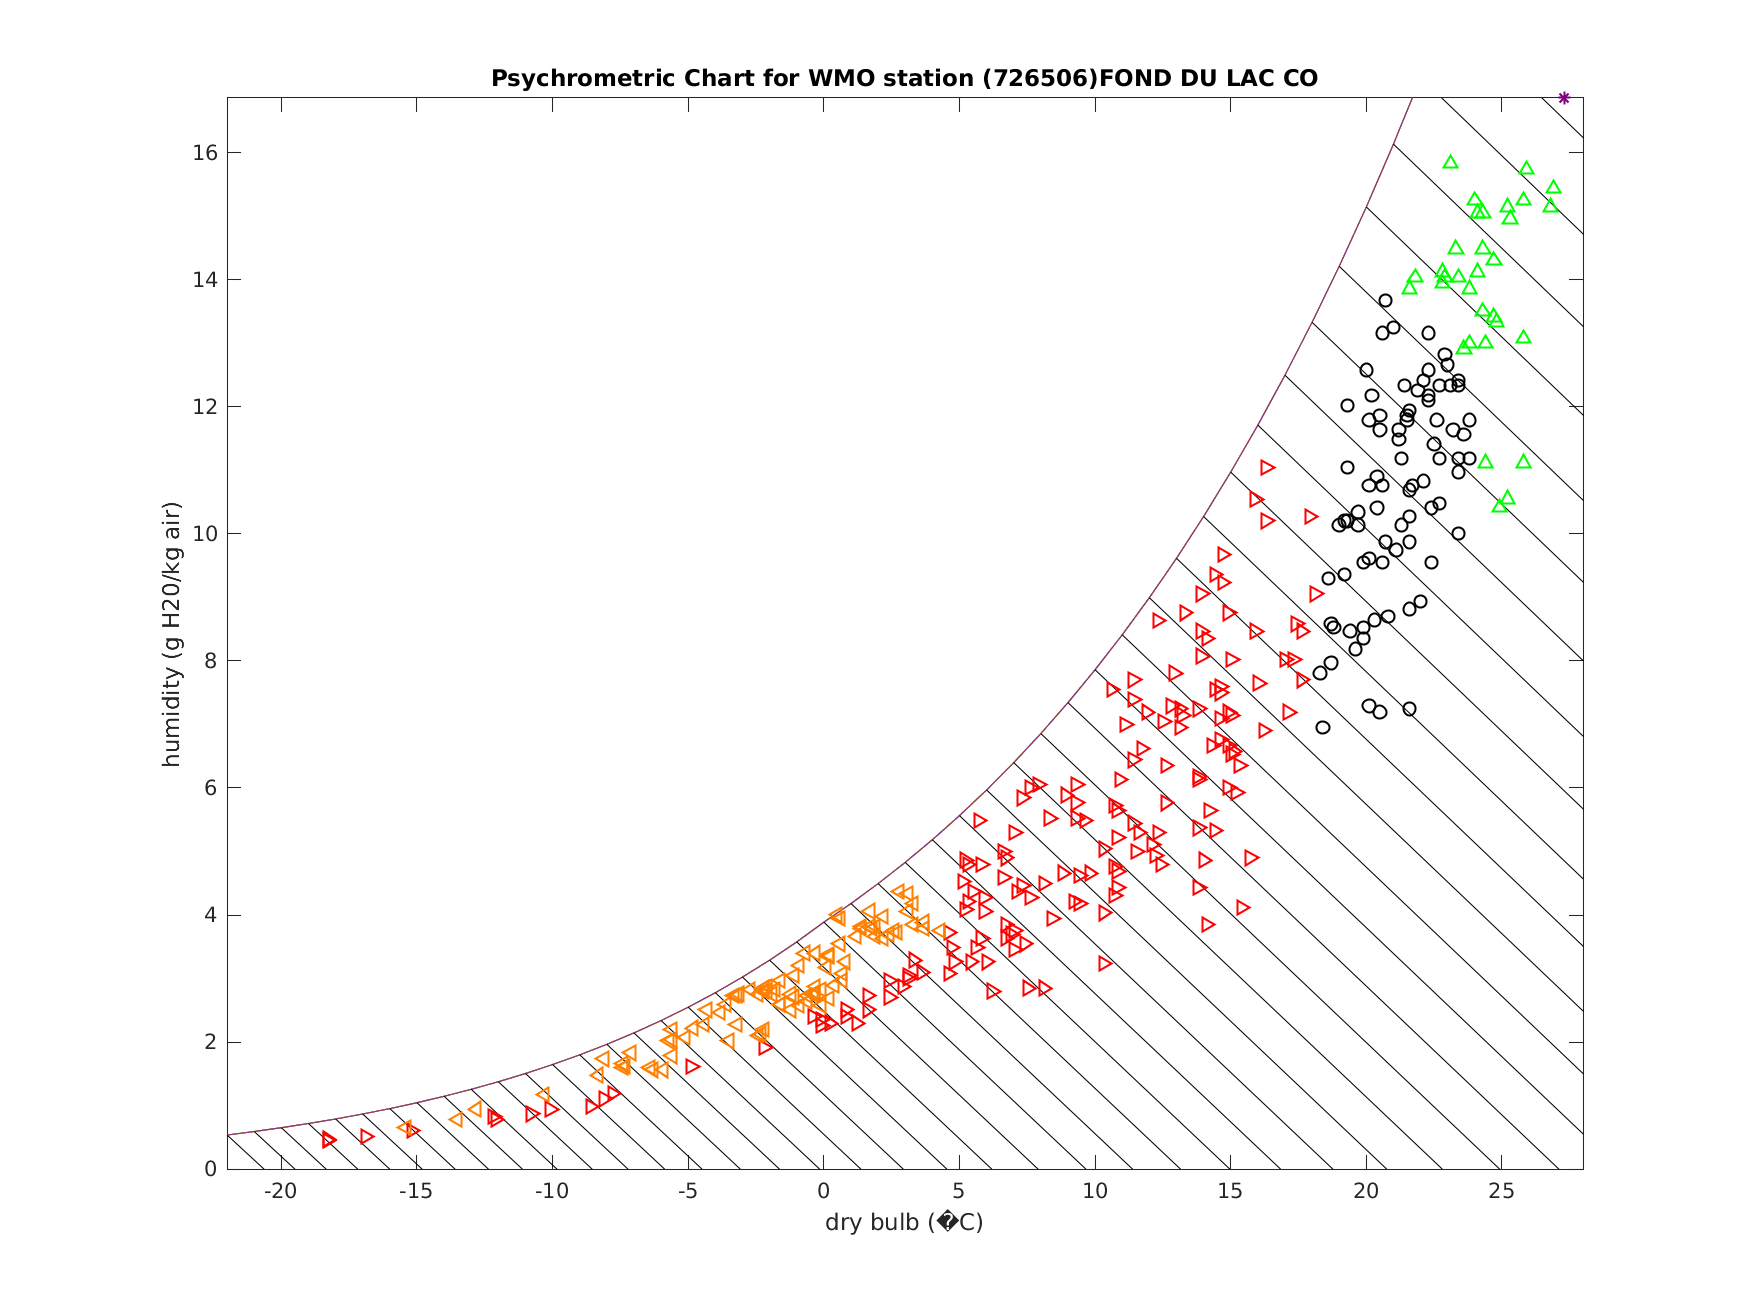 Psychrometric Chart for WMO station (726506)FOND DU LAC CO
humidity (g H20/kg air)
16
14
12
10
8
6
4
2
0
-20 -15 -10 -5 0 5 10 15 20 25
dry bulb (�C)